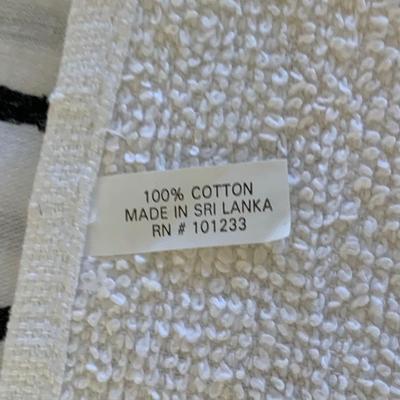 100% COTTON
MADE IN SRI LANKA
RN # 101233